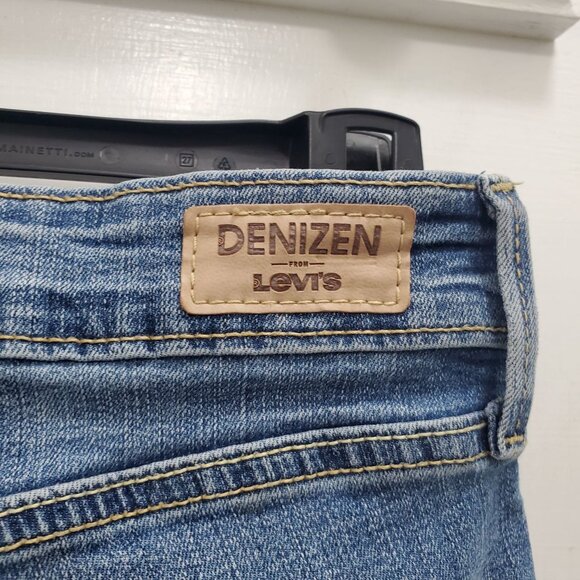 MAINETTI.COM
27
DENIZEN
FROM
Levi's